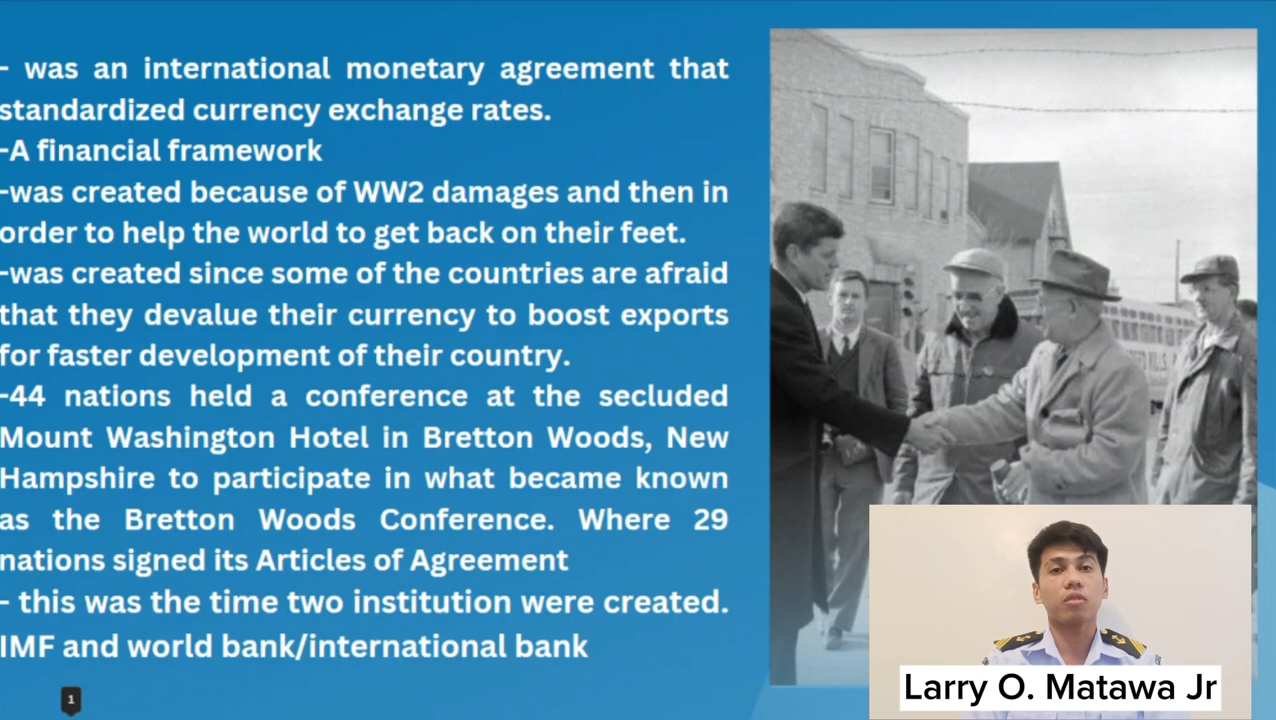 - was an international monetary agreement that
standardized currency exchange rates.
-A financial framework
-was created because of WW2 damages and then in
order to help the world to get back on their feet.
-was created since some of the countries are afraid
that they devalue their currency to boost exports
for faster development of their country.
-44 nations held a conference at the secluded
Mount Washington Hotel in Bretton Woods, New
Hampshire to participate in what became known
as the Bretton Woods Conference. Where 29
nations signed its Articles of Agreement
- this was the time two institution were created.
IMF and world bank/international bank
1
Larry O. Matawa Jr